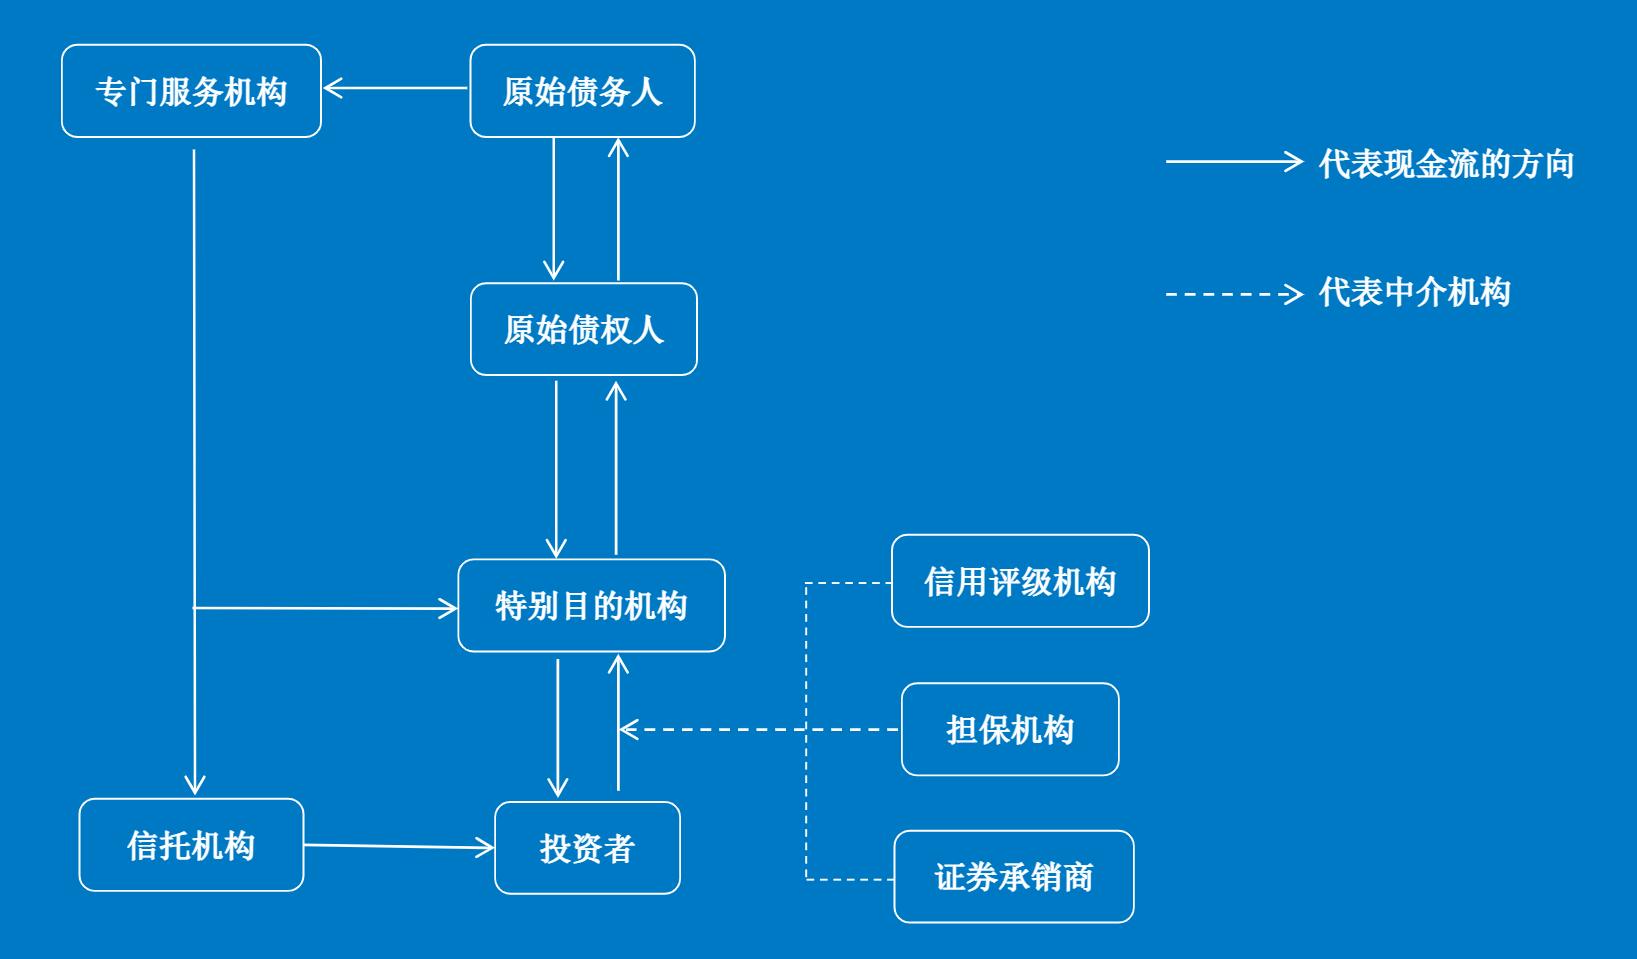 专门服务机构
原始债务人
代表现金流的方向
代表中介机构
原始债权人
特别目的机构
信用评级机构
担保机构
信托机构
投资者
证券承销商